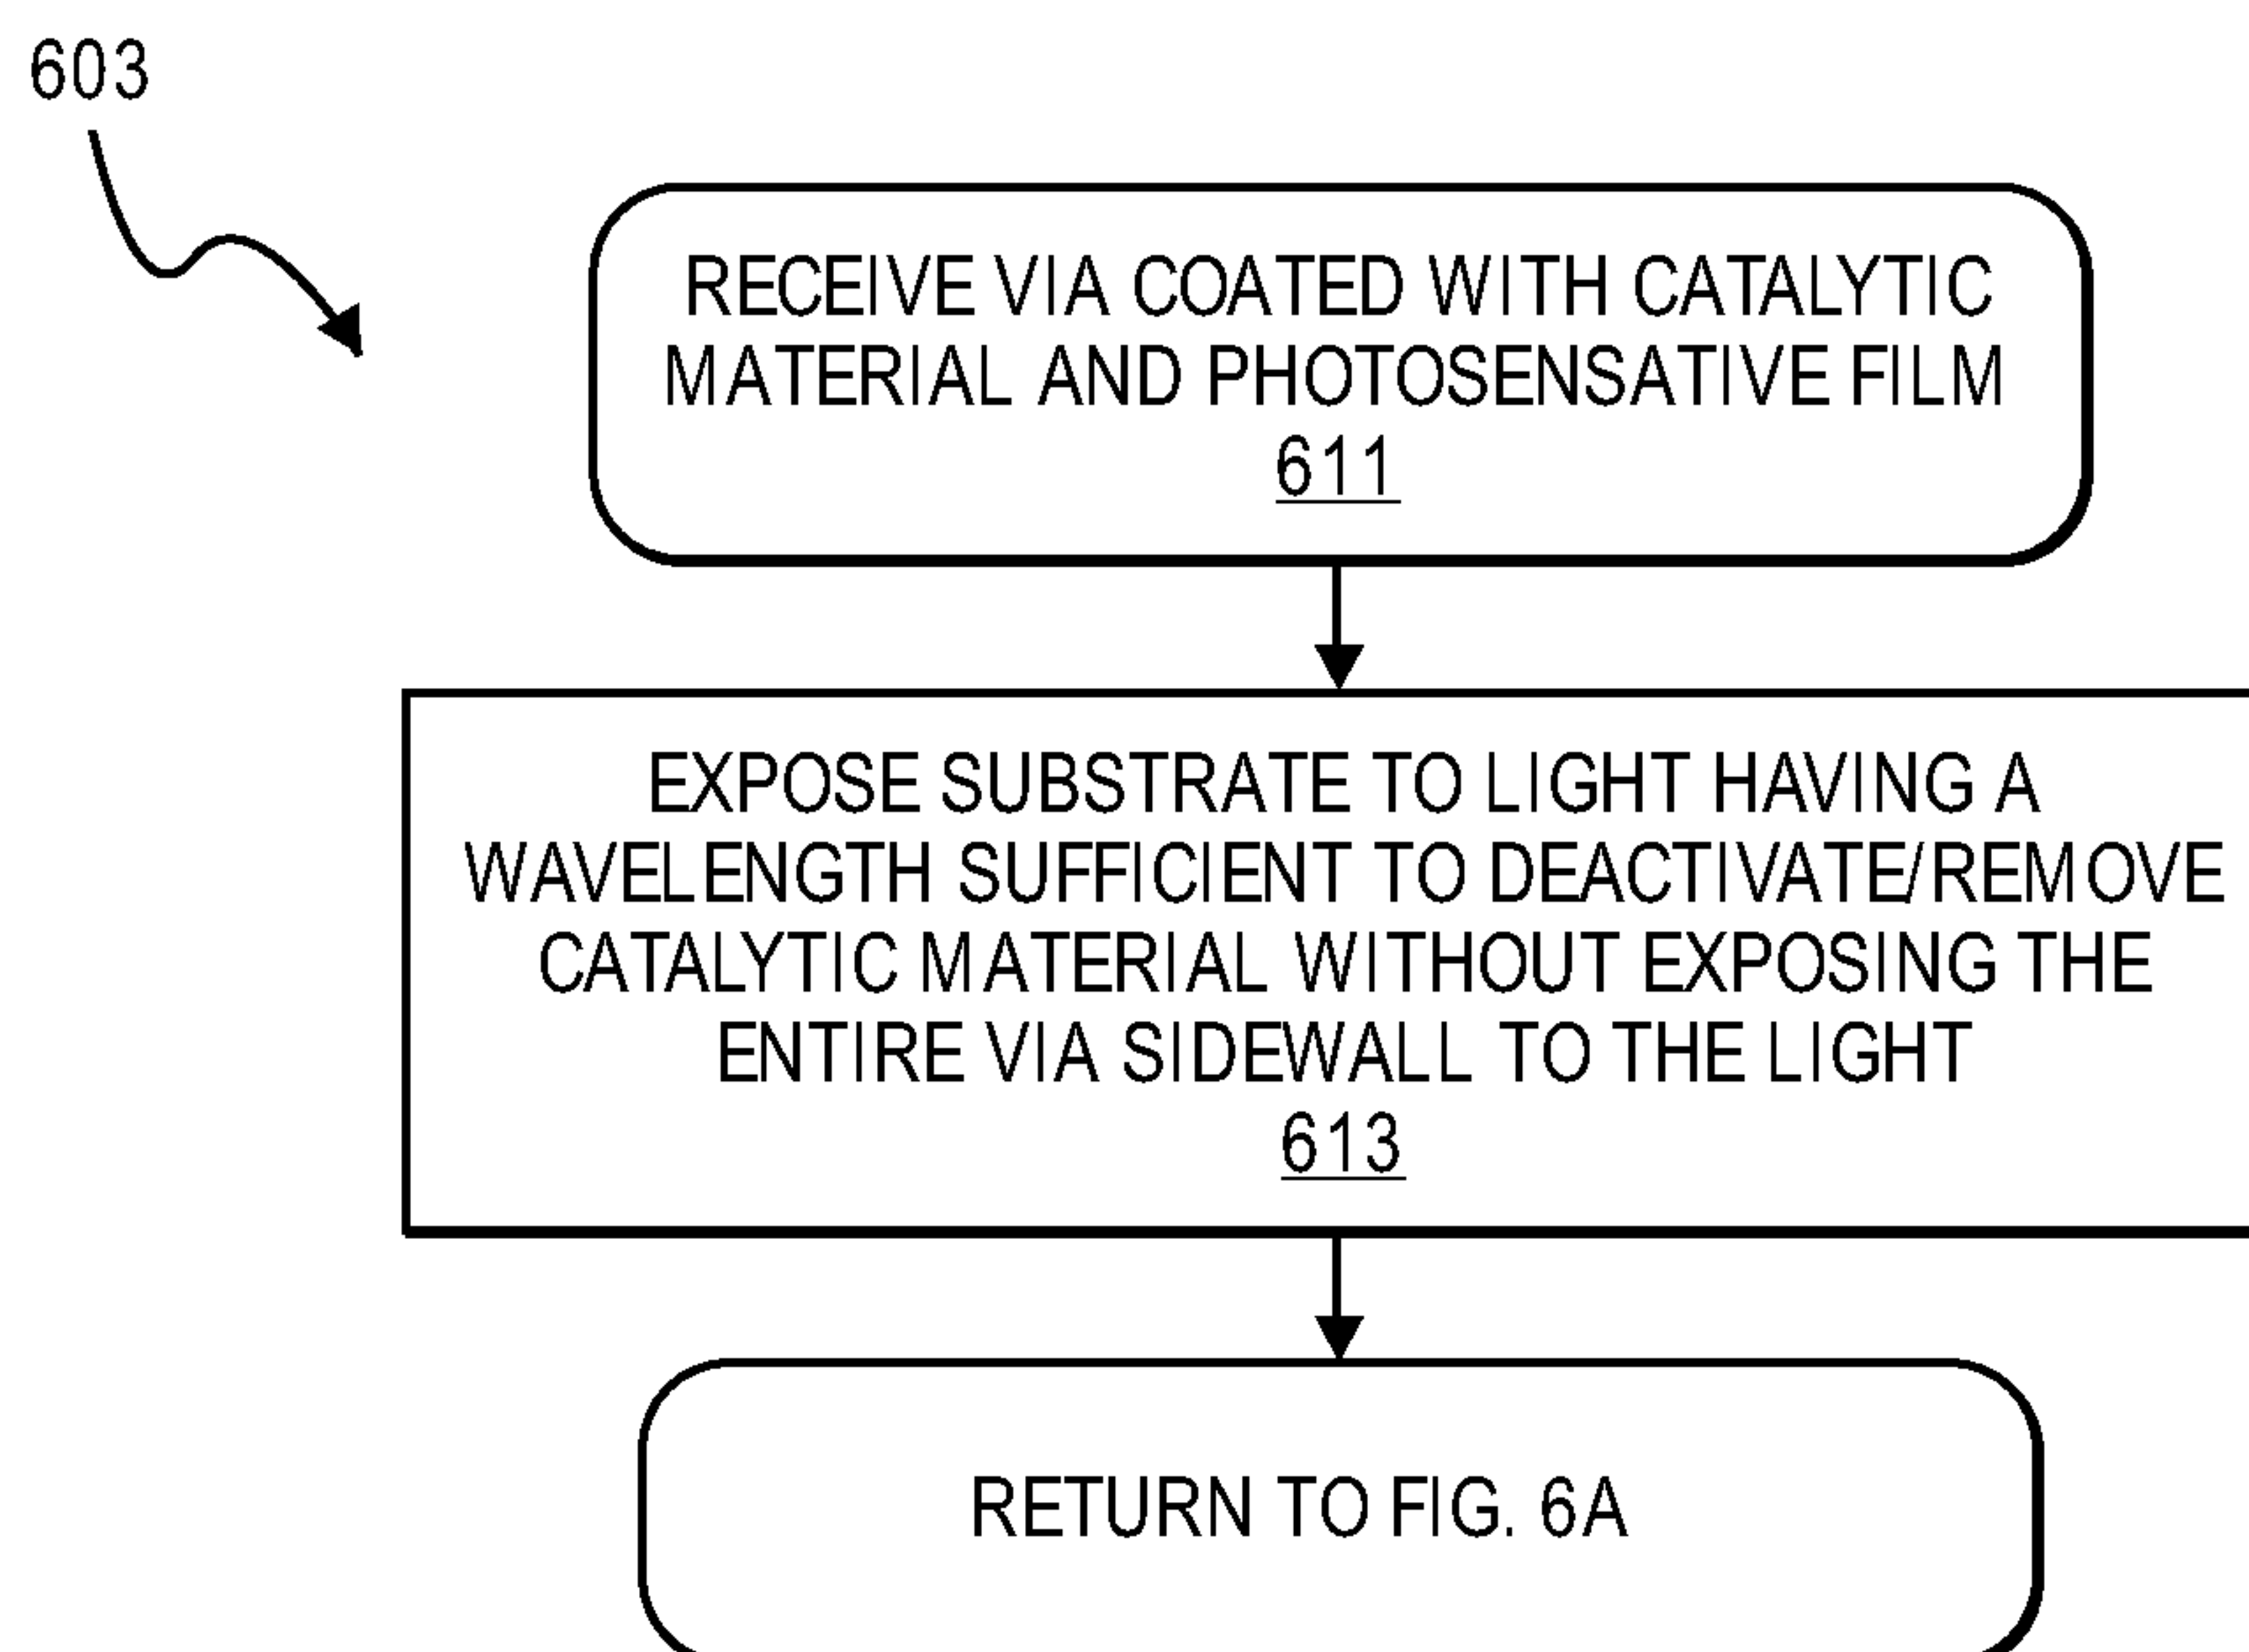 603
RECEIVE VIA COATED WITH CATALYTIC
MATERIAL AND PHOTOSENSATIVE FILM
611
EXPOSE SUBSTRATE TO LIGHT HAVING A
WAVELENGTH SUFFICIENT TO DEACTIVATE/REMOVE
CATALYTIC MATERIAL WITHOUT EXPOSING THE
ENTIRE VIA SIDEWALL TO THE LIGHT
613
RETURN TO FIG. 6A